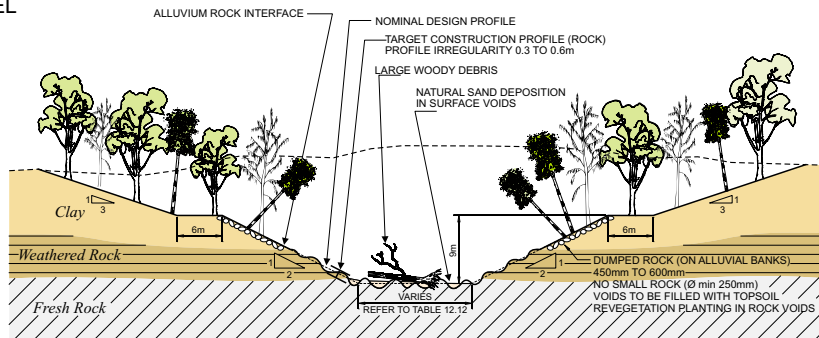 EL
ALLUVIUM ROCK INTERFACE
NOMINAL DESIGN PROFILE
TARGET CONSTRUCTION PROFILE (ROCK)
PROFILE IRREGULARITY 0.3 TO 0.6m
LARGE WOODY DEBRIS
NATURAL SAND DEPOSITION
IN SURFACE VOIDS
1
3
1
3
Clay
6m
6m
9m
Weathered Rock
1
2
1
2
DUMPED ROCK (ON ALLUVIAL BANKS)
450mm TO 600mm
NO SMALL ROCK (Ø min 250mm)
VOIDS TO BE FILLED WITH TOPSOIL
REVEGETATION PLANTING IN ROCK VOIDS
VARIES
REFER TO TABLE 12.12
Fresh Rock